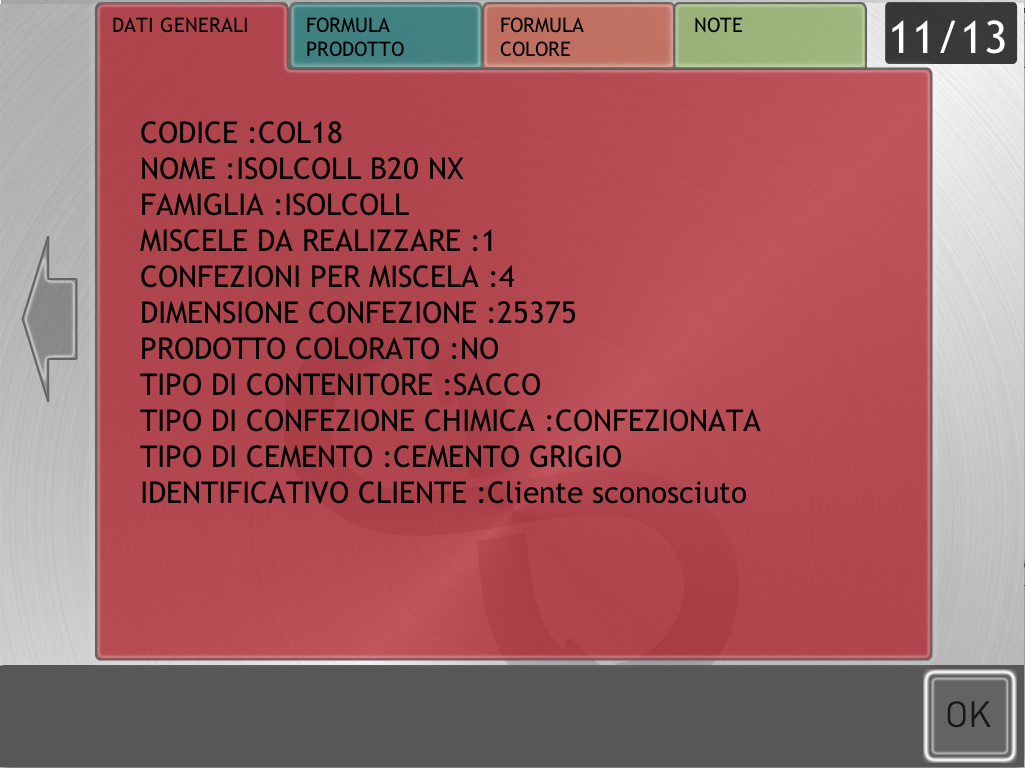 DATI GENERALI
FORMULA
PRODOTTO
FORMULA
COLORE
NOTE
11/13
CODICE :COL18
NOME :ISOLCOLL B20 NX
FAMIGLIA :ISOLCOLL
MISCELE DA REALIZZARE :1
CONFEZIONI PER MISCELA :4
DIMENSIONE CONFEZIONE :25375
PRODOTTO COLORATO :NO
TIPO DI CONTENITORE :SACCO
TIPO DI CONFEZIONE CHIMICA :CONFEZIONATA
TIPO DI CEMENTO :CEMENTO GRIGIO
IDENTIFICATIVO CLIENTE :Cliente sconosciuto
OK